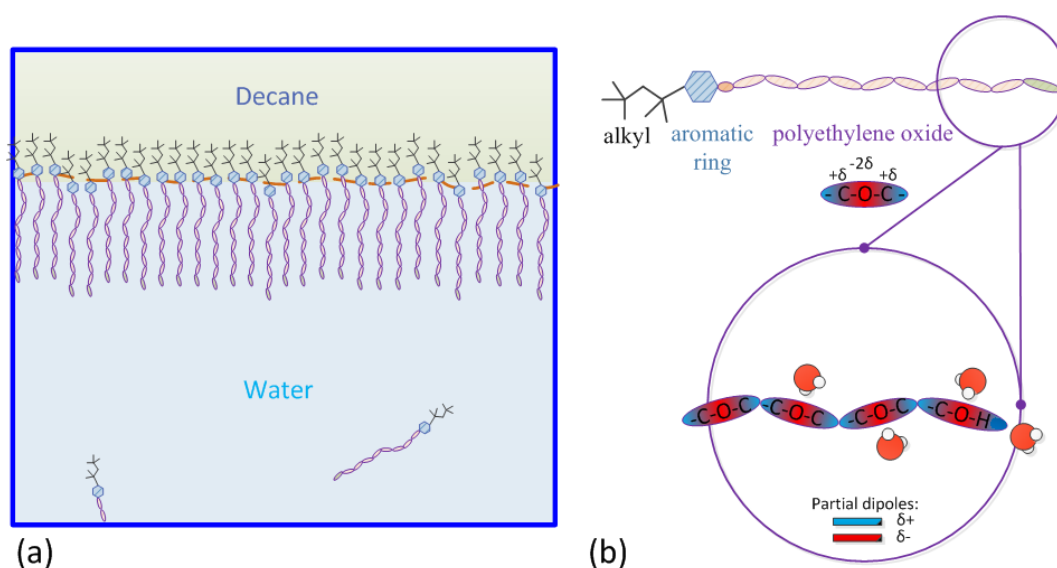 Decane
Water
(a)
alkyl
aromatic
ring
polyethylene oxide
+δ -2δ +δ
- C - O - C -
-C-O-C
-C-O-C
-C-O-C
-C-O-H
Partial dipoles:
δ+
δ-
(b)